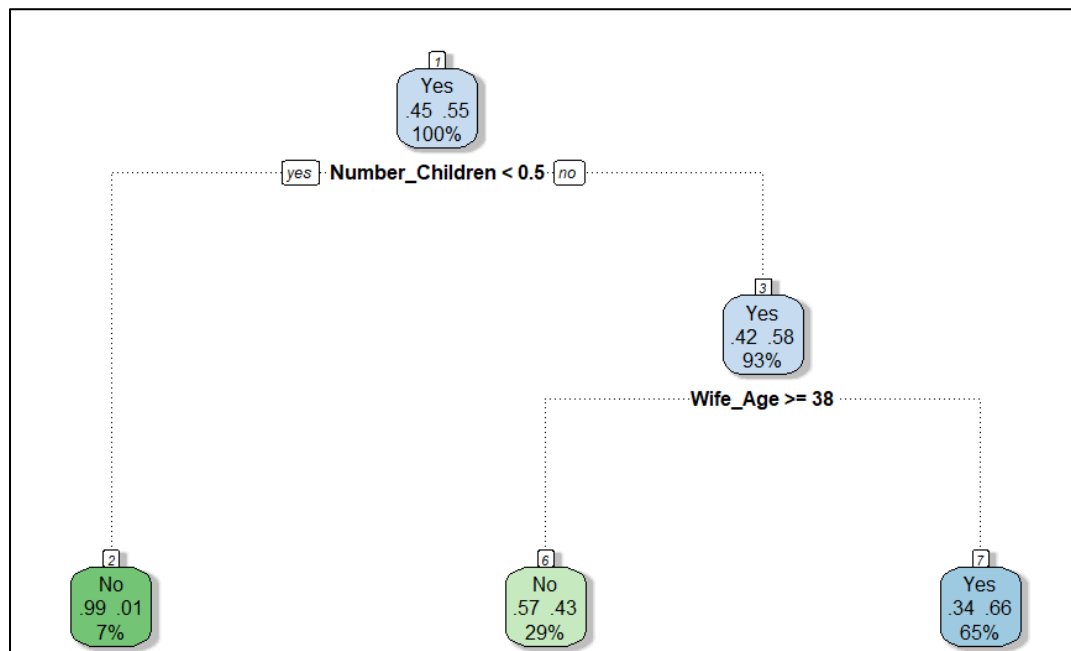 1
Yes
.45 .55
100%
yes Number_Children < 0.5 no
3
Yes
.42 .58
93%
Wife_Age >= 38
2
No
.99 .01
7%
6
No
.57 .43
29%
7
Yes
.34 .66
65%